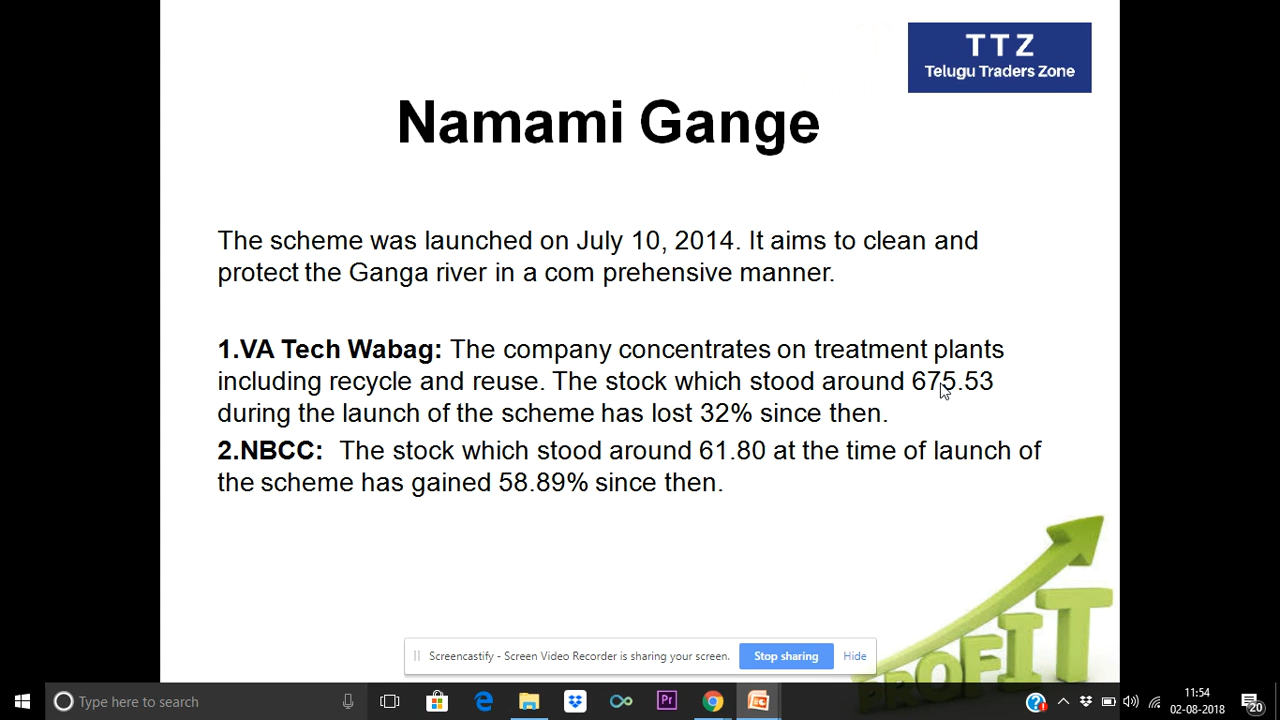 T T Z
Telugu Traders Zone
Namami Gange
The scheme was launched on July 10, 2014. It aims to clean and
protect the Ganga river in a com prehensive manner.
1.VA Tech Wabag: The company concentrates on treatment plants
including recycle and reuse. The stock which stood around 675.53
during the launch of the scheme has lost 32% since then.
2.NBCC: The stock which stood around 61.80 at the time of launch of
the scheme has gained 58.89% since then.
PROFIT
Screencastify - Screen Video Recorder is sharing your screen. Stop sharing Hide
Type here to search
Pr
11:54
02-08-2018
20